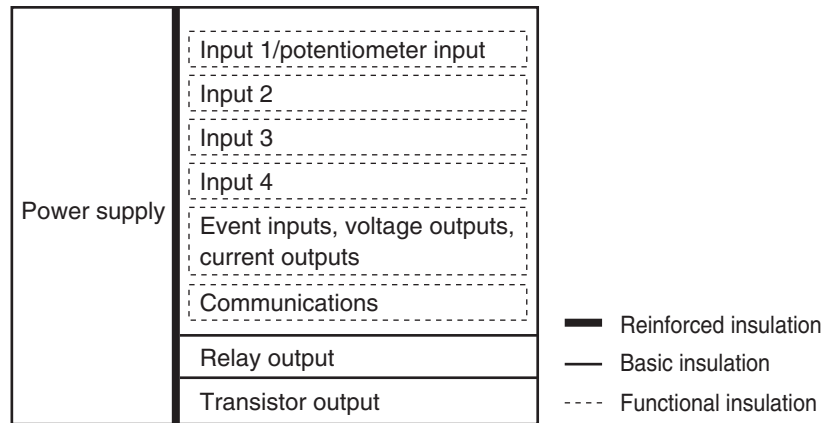 Power supply
Input 1/potentiometer input
Input 2
Input 3
Input 4
Event inputs, voltage outputs,
current outputs
Communications
Relay output
Transistor output
Reinforced insulation
Basic insulation
Functional insulation